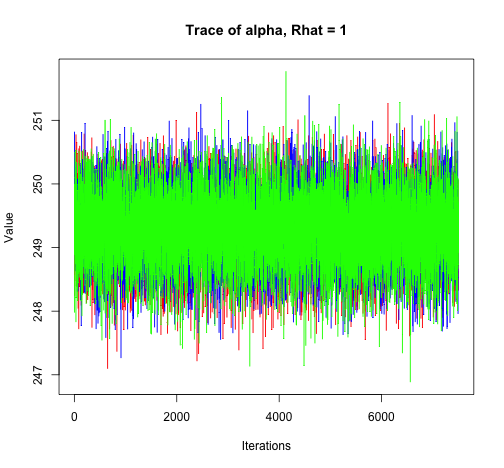 Trace of alpha, Rhat = 1
Value
251
250
249
248
247
0 2000 4000 6000
Iterations